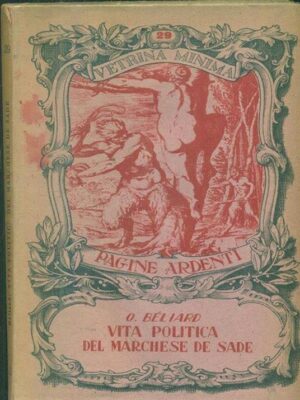 29
VETRINA MINIMA
PAGINE ARDENTI
O. BÉLIARD
VITA POLITICA
DEL MARCHESE DE SADE